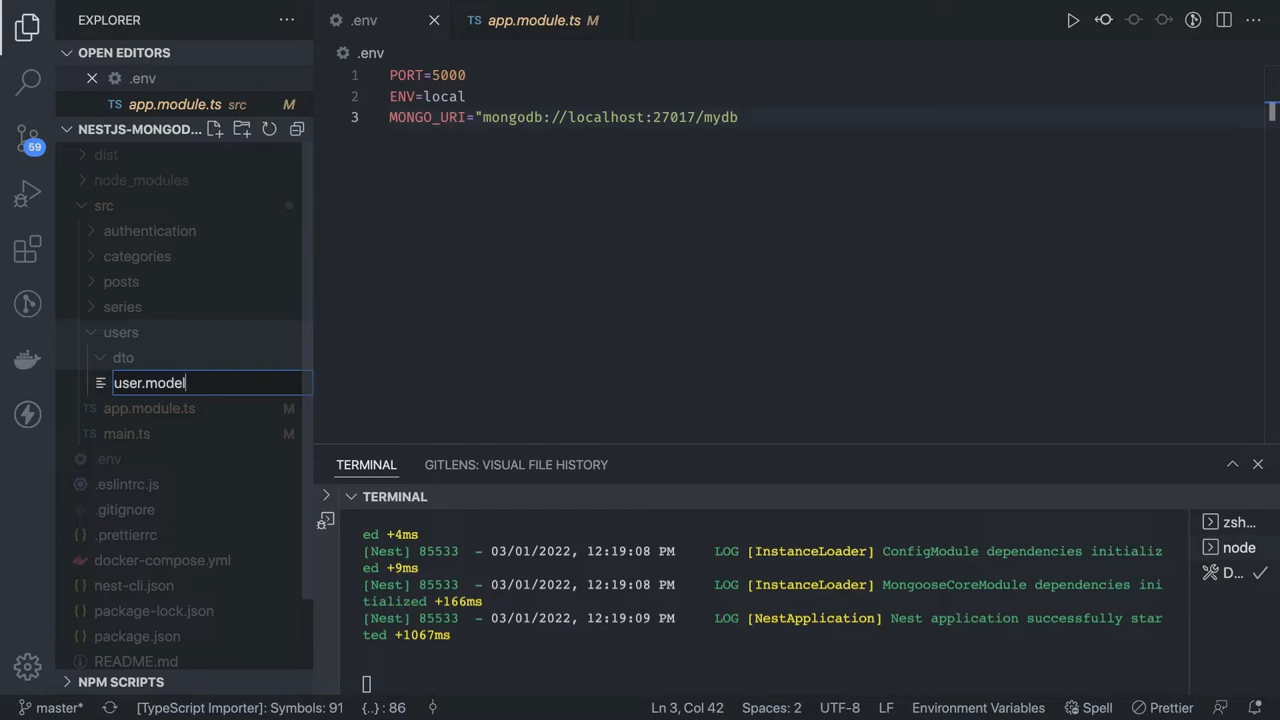 EXPLORER
OPEN EDITORS
.env
TS app.module.ts src M
NESTJS-MONGOD...
dist
node_modules
src
authentication
categories
posts
series
users
dto
user.model
TS app.module.ts M
TS main.ts M
.env
.eslintrc.js
.gitignore
.prettierrc
docker-compose.yml
{} nest-cli.json
{} package-lock.json
{} package.json
README.md
NPM SCRIPTS
59
.env
TS app.module.ts M
.env
1 PORT=5000
2 ENV=local
3 MONGO_URI="mongodb://localhost:27017/mydb
TERMINAL GITLENS: VISUAL FILE HISTORY
TERMINAL
ed +4ms
[Nest] 85533 - 03/01/2022, 12:19:08 PM LOG [InstanceLoader] ConfigModule dependencies initializ
ed +9ms
[Nest] 85533 - 03/01/2022, 12:19:08 PM LOG [InstanceLoader] MongooseCoreModule dependencies ini
tialized +166ms
[Nest] 85533 - 03/01/2022, 12:19:09 PM LOG [NestApplication] Nest application successfully star
ted +1067ms
zsh...
node
D...
master* [TypeScript Importer]: Symbols: 91 {..} : 86 Ln 3, Col 42 Spaces: 2 UTF-8 LF Environment Variables Spell Prettier